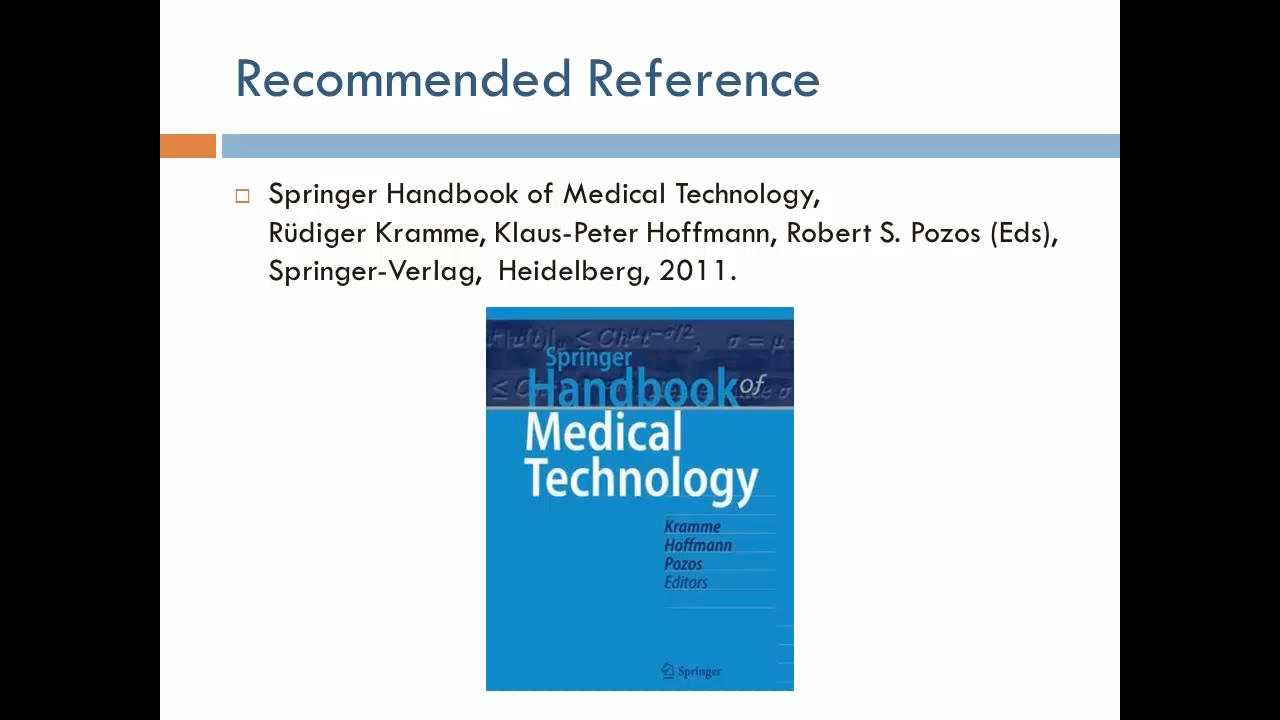 Recommended Reference
Springer Handbook of Medical Technology,
Rüdiger Kramme, Klaus-Peter Hoffmann, Robert S. Pozos (Eds),
Springer-Verlag, Heidelberg, 2011.
Springer
Handbook of
Medical
Technology
Kramme
Hoffmann
Pozos
Editors
Springer